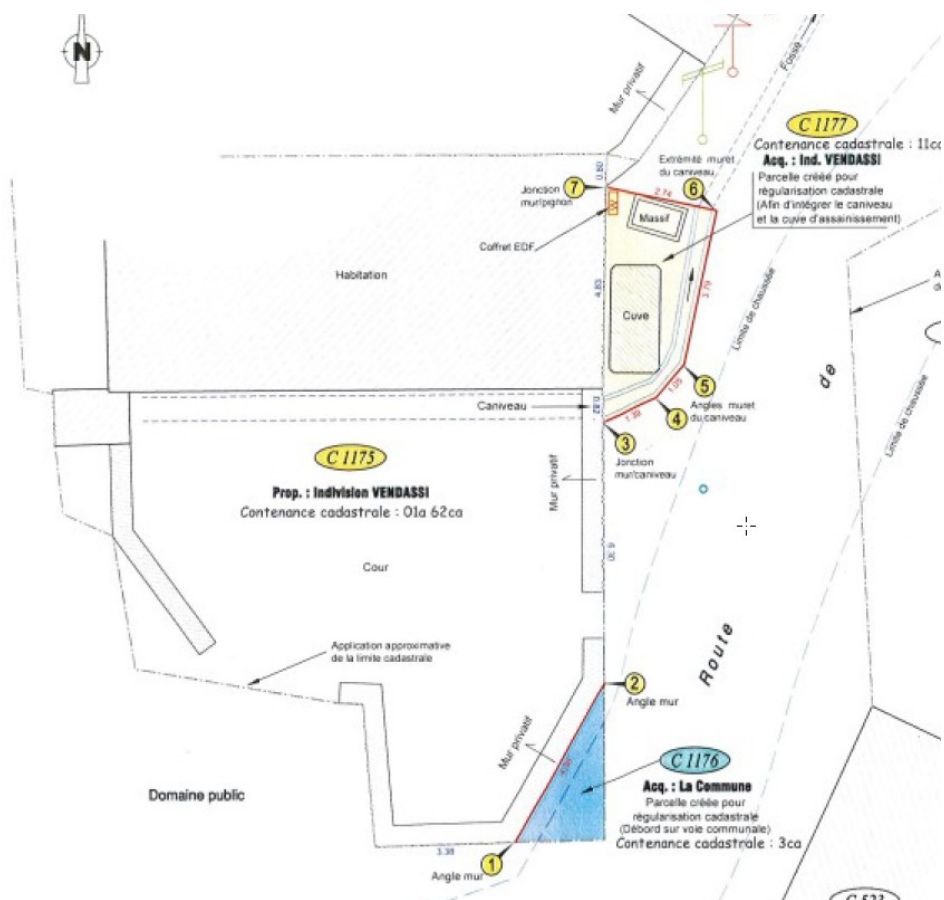 N
Mur privatif
Fossé
C 1177
Contenance cadastrale : 11ca
Acq. : Ind. VENDASSI
Parcelle créée pour
régularisation cadastrale
(Afin d'intégrer le caniveau
et la cuve d'assainissement)
Extrémité muret
du caniveau
0.80
Jonction
mur/pignon
7
2.74
6
Massif
Coffret EDF
Habitation
4.83
3.79
Cuve
Limite de chaussée
de
Limite de chaussée
5
1.05
4
Angles muret
du caniveau
Caniveau
0.82
1.39
3
Jonction
mur/caniveau
C 1175
Prop. : Indivision VENDASSI
Contenance cadastrale : 01a 62ca
Mur privatif
Cour
6.30
Route
Application approximative
de la limite cadastrale
2
Angle mur
Mur privatif
C 1176
Acq. : La Commune
Parcelle créée pour
régularisation cadastrale
(Débord sur voie communale)
Contenance cadastrale : 3ca
Domaine public
3.38
1
Angle mur
C 523